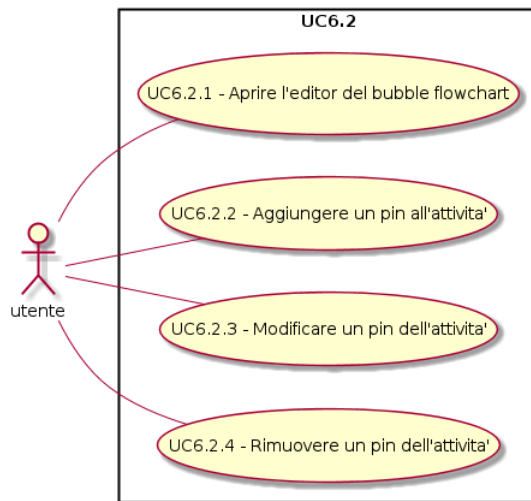 UC6.2
UC6.2.1 - Aprire l'editor del bubble flowchart
UC6.2.2 - Aggiungere un pin all'attivita'
UC6.2.3 - Modificare un pin dell'attivita'
utente
UC6.2.4 - Rimuovere un pin dell'attivita'